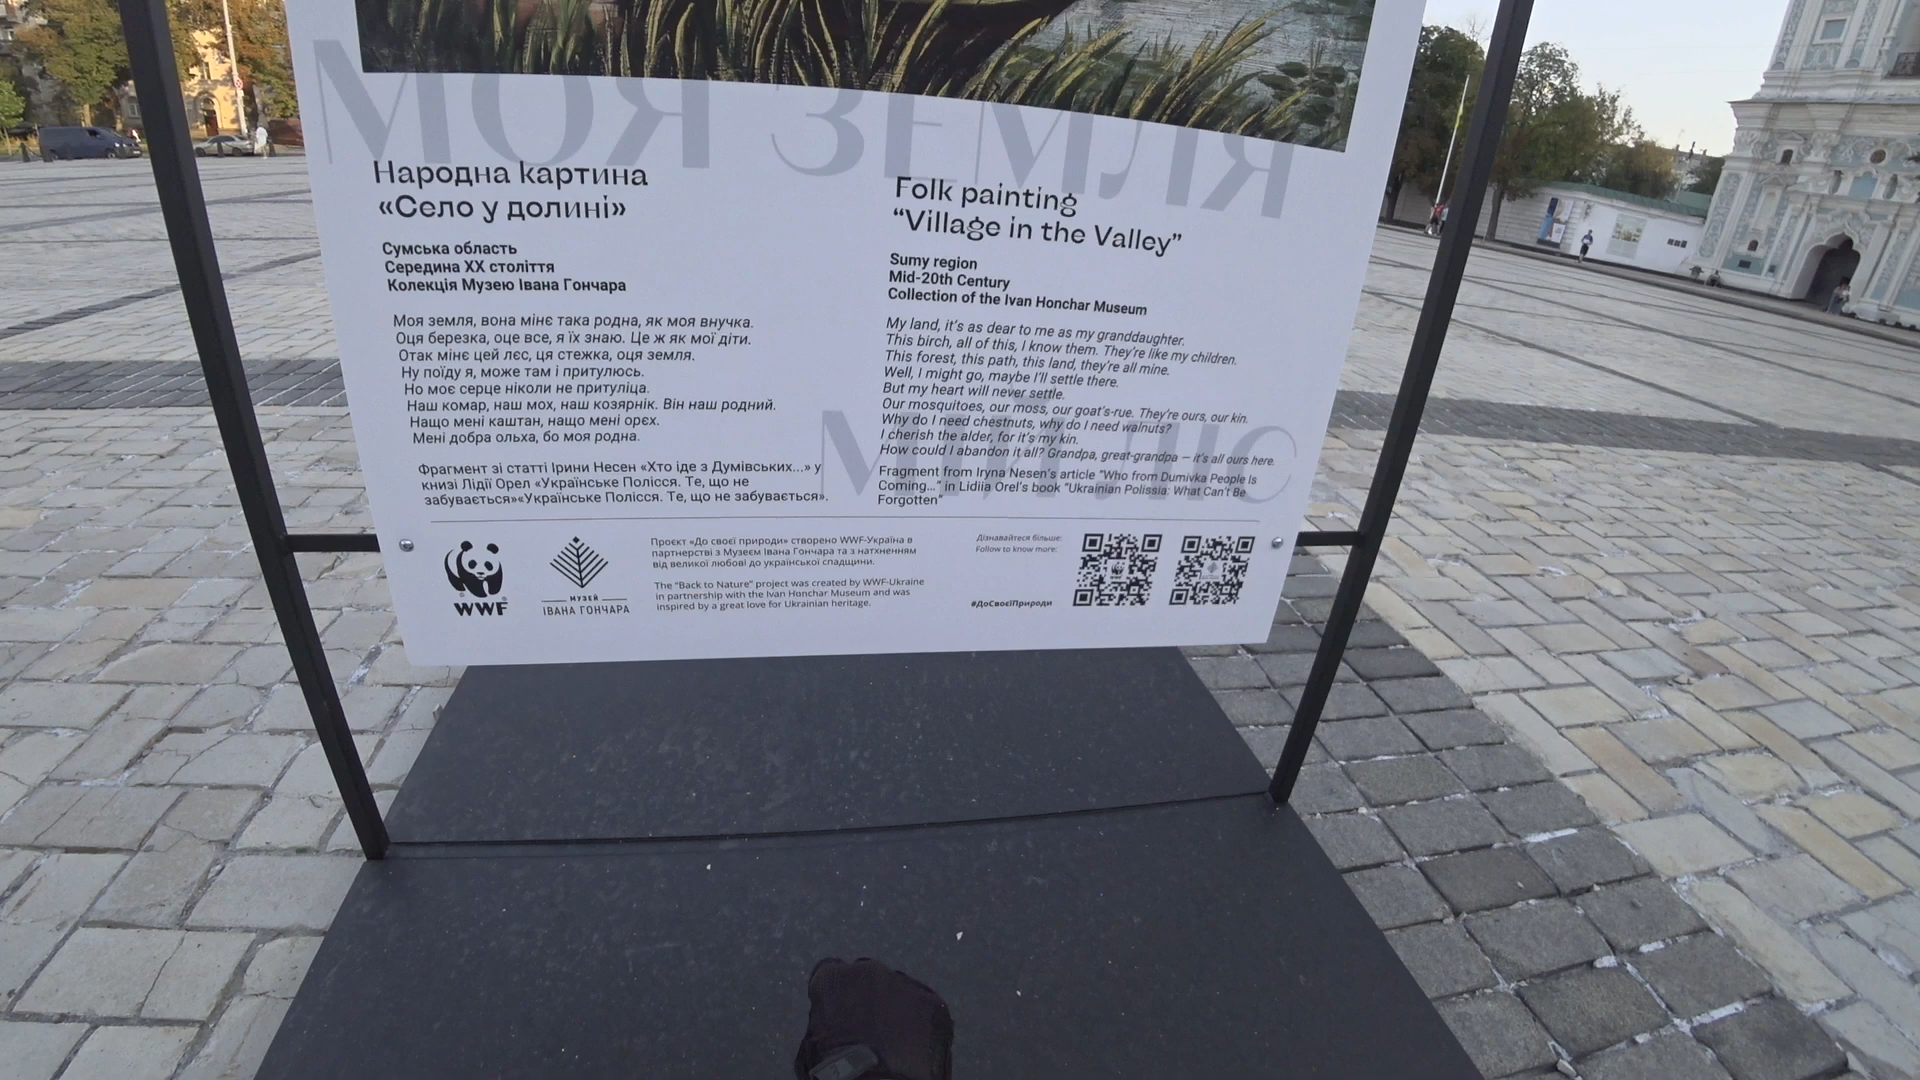 МОЯ ЗЕМЛЯ
Народна картина
«Село у долині»
Сумська область
Середина XX століття
Колекція Музею Івана Гончара
Моя земля, вона мінє така родна, як моя внучка.
Оця березка, оце все, я їх знаю. Це ж як мої діти.
Отак мінє цей лєс, ця стежка, оця земля.
Ну поїду я, може там і притулюсь.
Но моє серце ніколи не притуліца.
Наш комар, наш мох, наш козярнік. Він наш родний.
Нащо мені каштан, нащо мені орєх.
Мені добра ольха, бо моя родна.
Фрагмент зі статті Ірини Несен «Хто іде з Думівських...» у
книзі Лідії Орел «Українське Полісся. Те, що не
забувається»«Українське Полісся. Те, що не забувається».
Folk painting
“Village in the Valley”
Sumy region
Mid-20th Century
Collection of the Ivan Honchar Museum
My land, it’s as dear to me as my granddaughter.
This birch, all of this, I know them. They’re like my children.
This forest, this path, this land, they’re all mine.
Well, I might go, maybe I’ll settle there.
But my heart will never settle.
Our mosquitoes, our moss, our goat’s-rue. They’re ours, our kin.
Why do I need chestnuts, why do I need walnuts?
I cherish the alder, for it’s my kin.
How could I abandon it all? Grandpa, great-grandpa — it’s all ours here.
Fragment from Iryna Nesen’s article “Who from Dumivka People Is
Coming...” in Lidiia Orel’s book “Ukrainian Polissia: What Can’t Be
Forgotten”
МІЙ ЛІС
WWF
МУЗЕЙ
ІВАНА ГОНЧАРА
Проєкт «До своєї природи» створено WWF-Україна в
партнерстві з Музеєм Івана Гончара та з натхненням
від великої любові до української спадщини.
The “Back to Nature” project was created by WWF-Ukraine
in partnership with the Ivan Honchar Museum and was
inspired by a great love for Ukrainian heritage.
Дізнавайтеся більше:
Follow to know more:
#ДоСвоєїПрироди